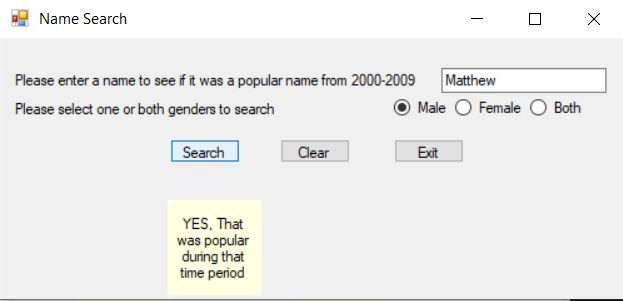 Name Search
Please enter a name to see if it was a popular name from 2000-2009 Matthew
Please select one or both genders to search Male Female Both
Search Clear Exit
YES, That
was popular
during that
time period